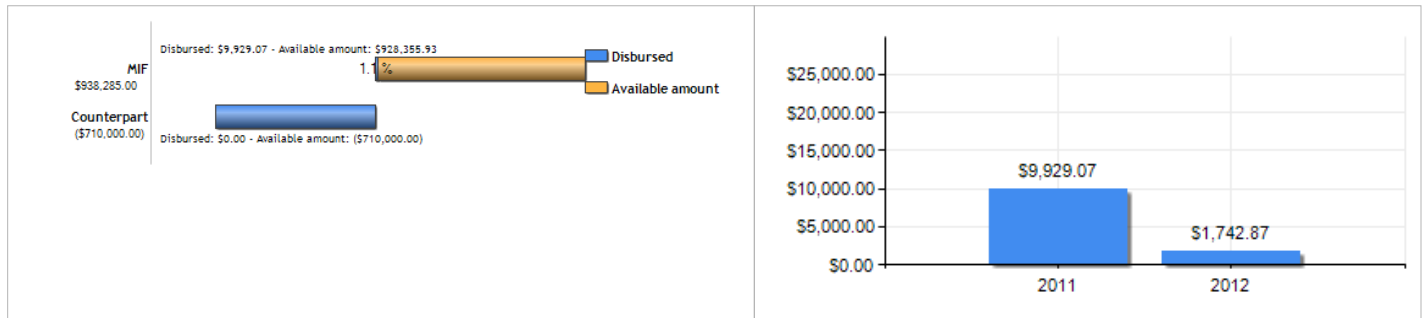 Disbursed: $9,929.07 - Available amount: $928,355.93
MIF
$938,285.00
1.1 %
Counterpart
($710,000.00)
Disbursed: $0.00 - Available amount: ($710,000.00)
Disbursed
Available amount
$25,000.00
$20,000.00
$15,000.00
$10,000.00
$5,000.00
$0.00
$9,929.07
$1,742.87
2011
2012